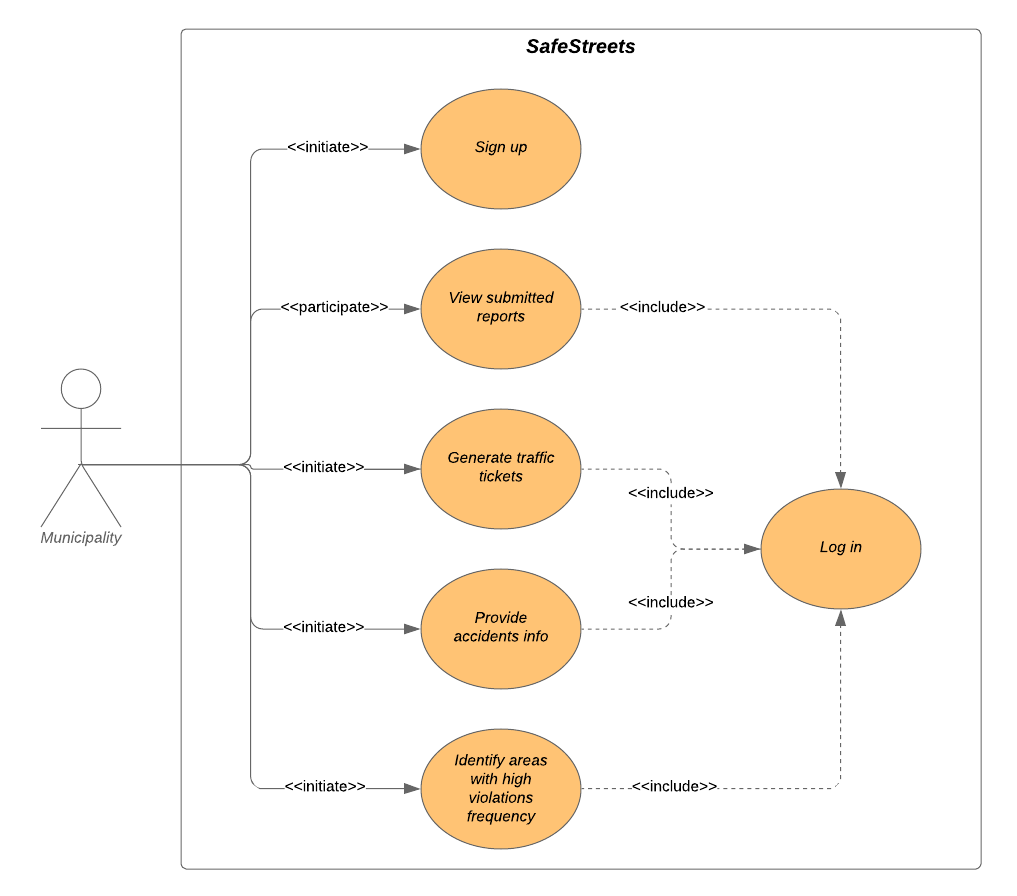 SafeStreets
<<initiate>>
Sign up
<<participate>>
View submitted
reports
<<include>>
Municipality
<<initiate>>
Generate traffic
tickets
<<include>>
Log in
<<initiate>>
Provide
accidents info
<<include>>
<<initiate>>
Identify areas
with high
violations
frequency
<<include>>